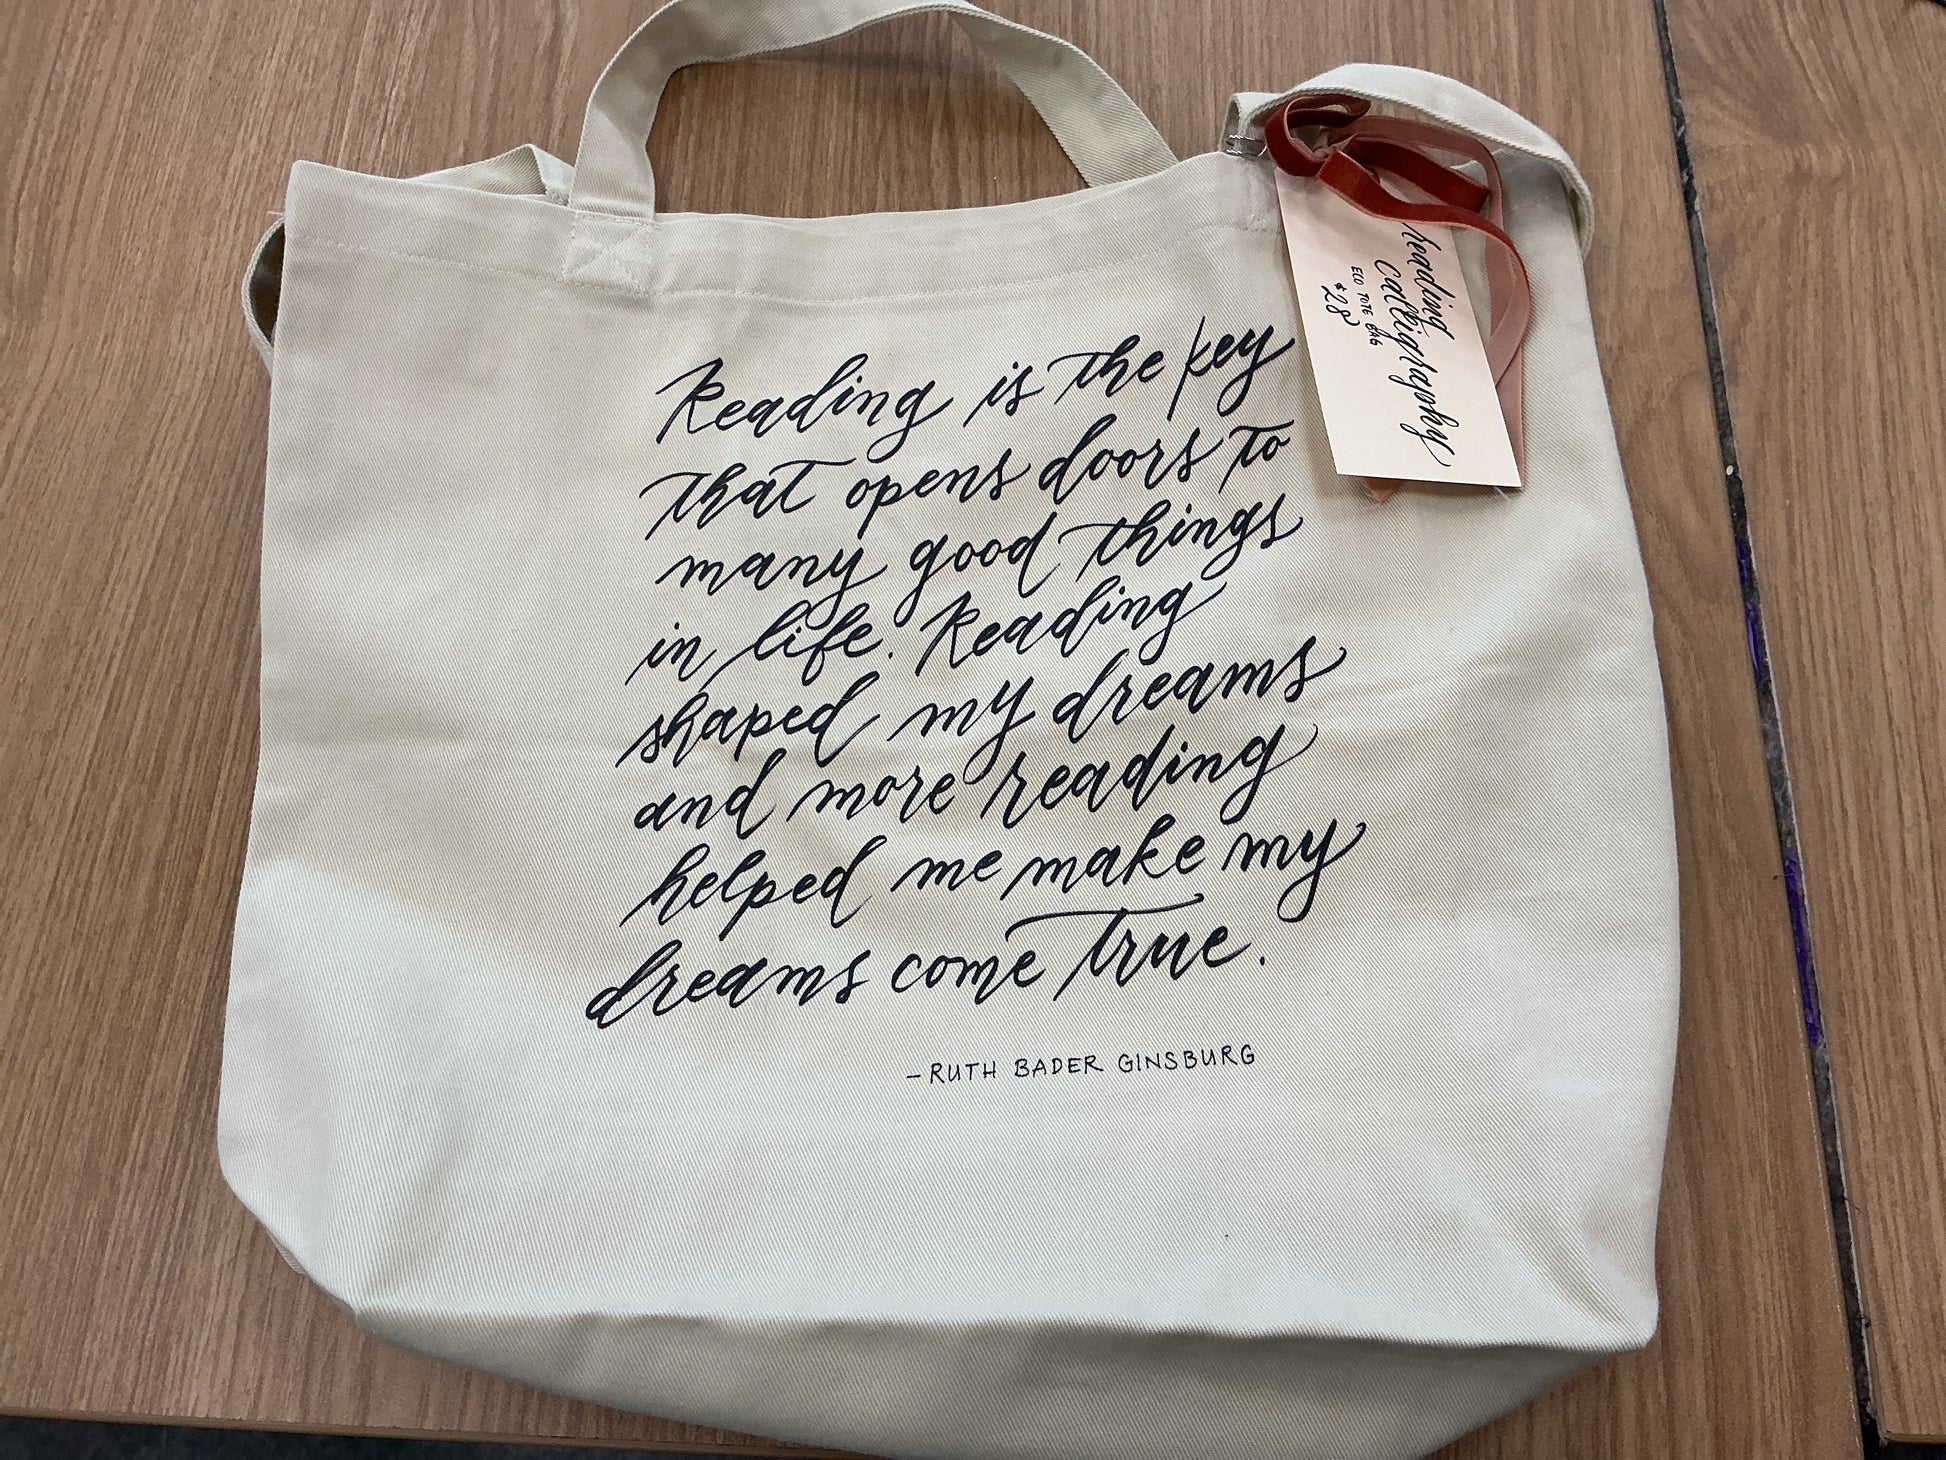 Reading is the key
that opens doors to
many good things
in life. Reading
shaped my dreams
and more reading
helped me make my
dreams come true.
-RUTH BADER GINSBURG
reading
calligraphy
ECO TOTE BAG
$28